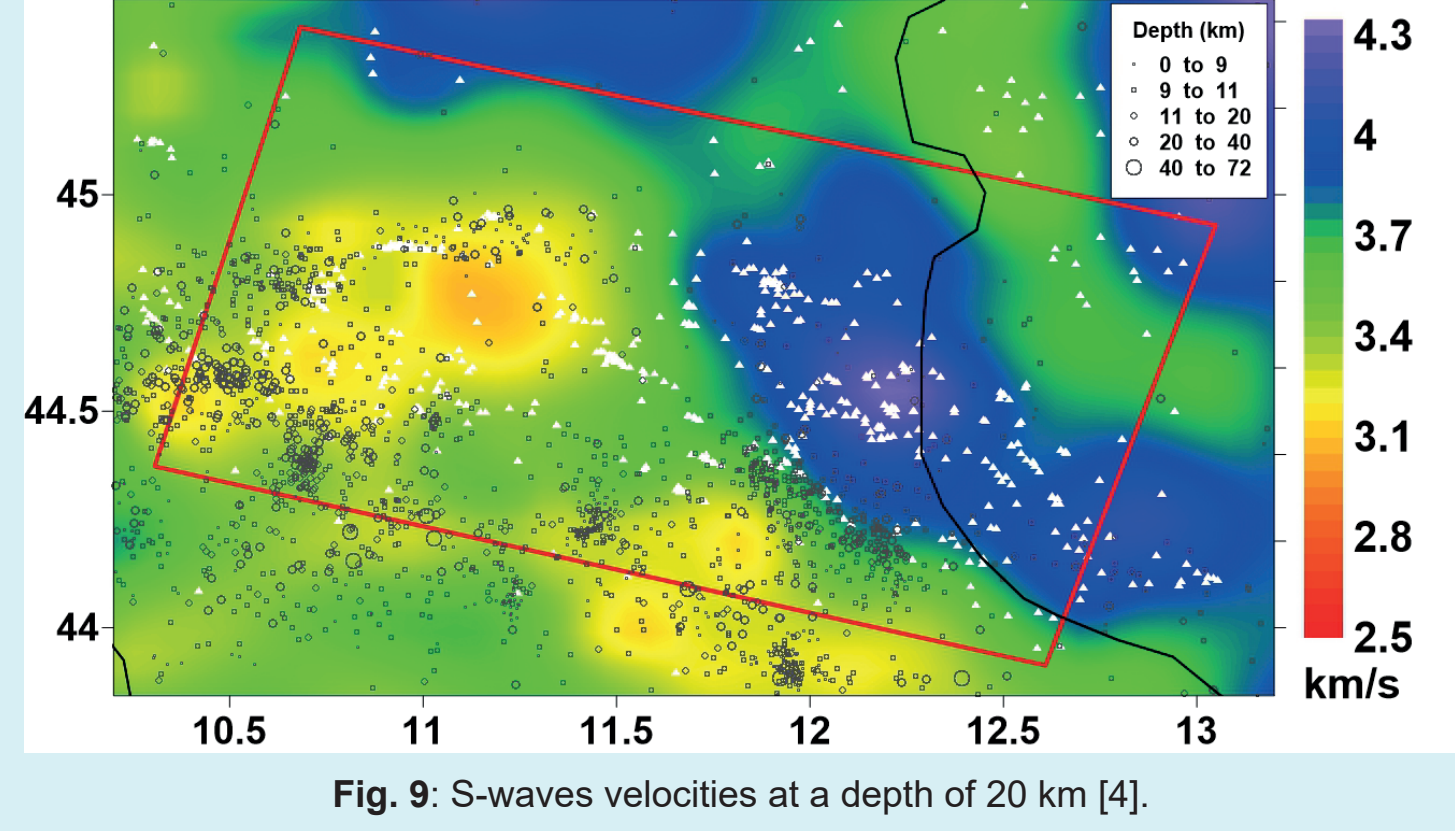 Depth (km)
0 to 9
9 to 11
11 to 20
20 to 40
40 to 72
4.3
4
3.7
3.4
3.1
2.8
2.5
km/s
45
44.5
44
10.5 11 11.5 12 12.5 13
Fig. 9: S-waves velocities at a depth of 20 km [4].